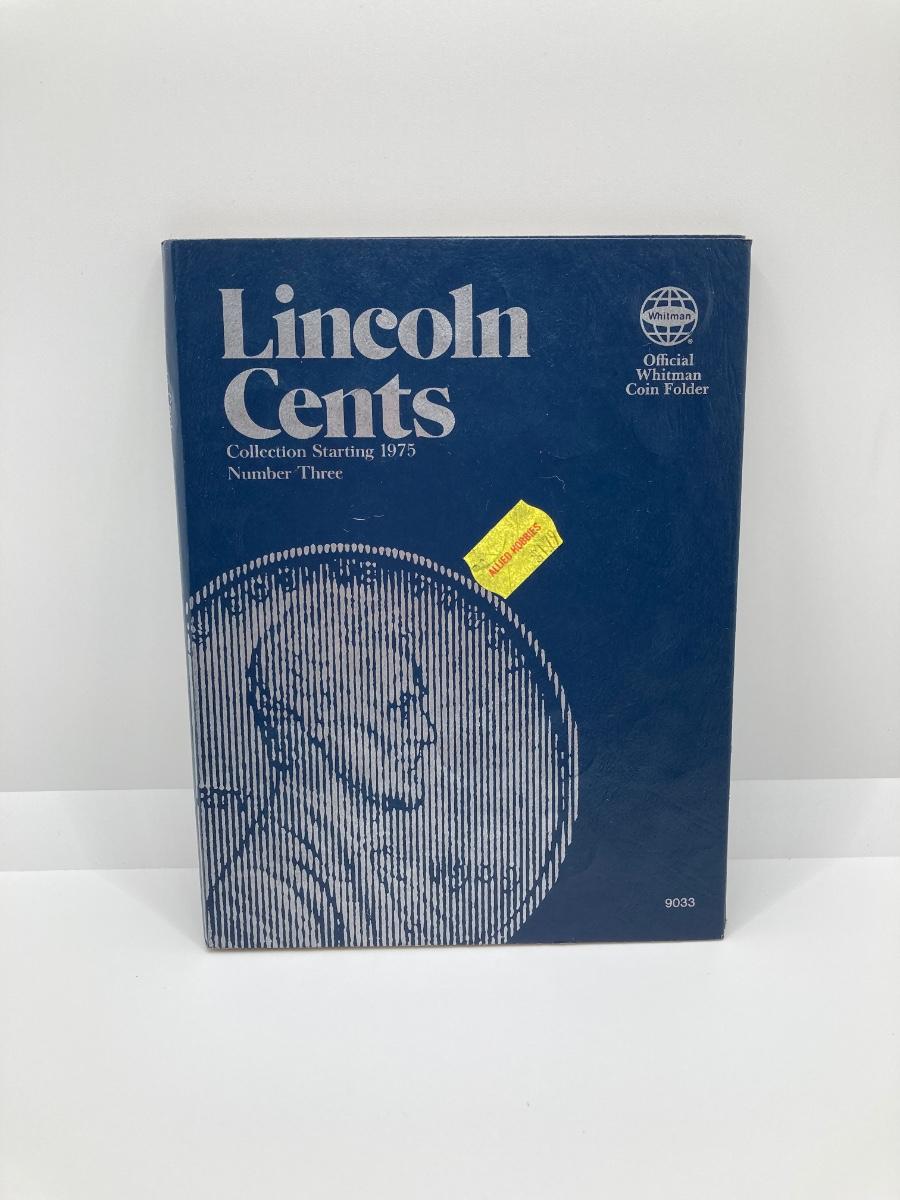 Lincoln
Cents
Collection Starting 1975
Number Three
Whitman
®
Official
Whitman
Coin Folder
ALLIED HOBBIES
9033